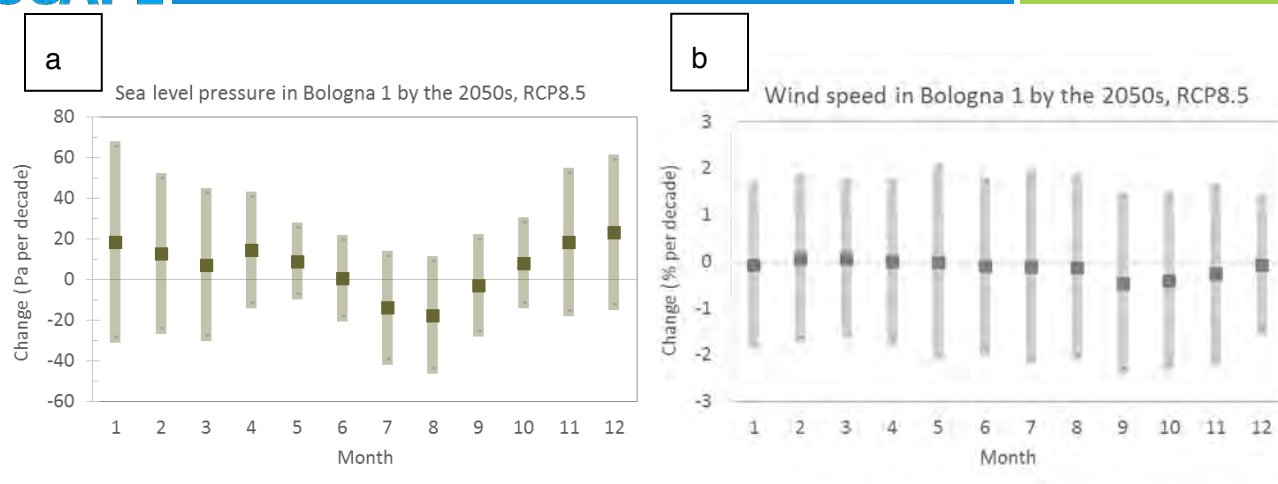 a
Sea level pressure in Bologna 1 by the 2050s, RCP8.5
Change (Pa per decade)
80
60
40
20
0
-20
-40
-60
1 2 3 4 5 6 7 8 9 10 11 12
Month
b
Wind speed in Bologna 1 by the 2050s, RCP8.5
Change (% per decade)
3
2
1
0
-1
-2
-3
1 2 3 4 5 6 7 8 9 10 11 12
Month